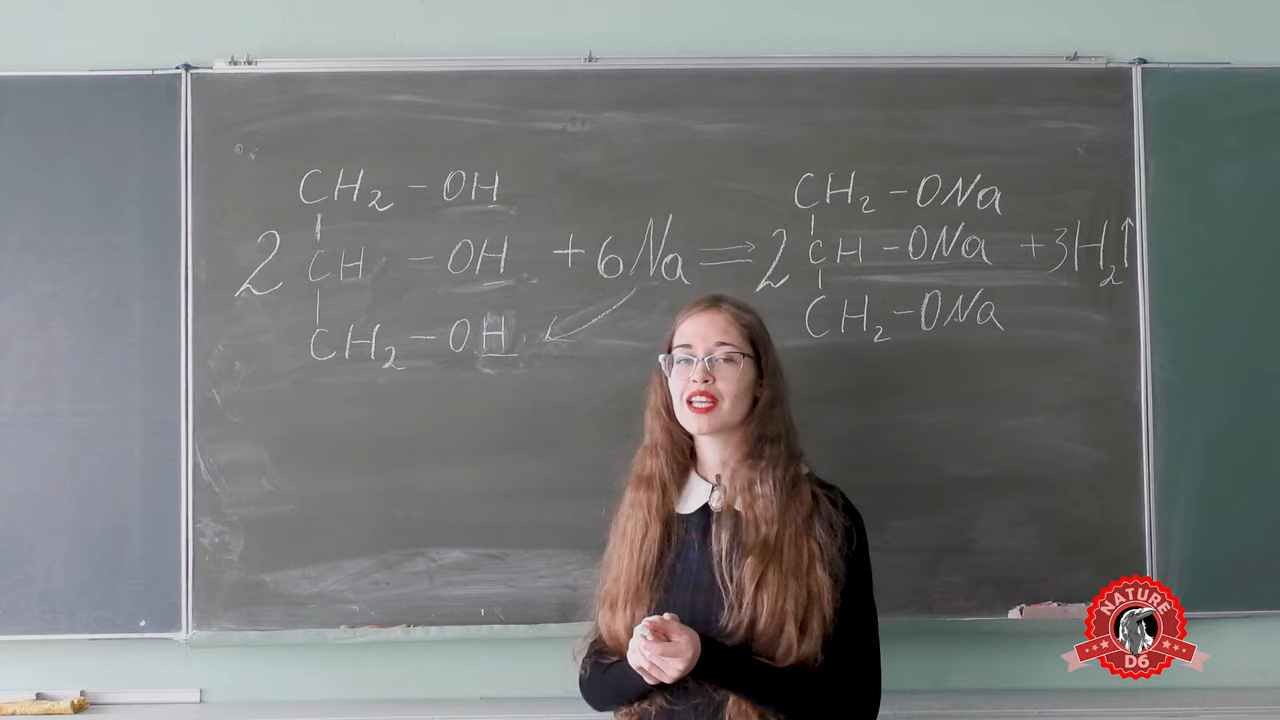 CH₂ - OH
2 CH - OH + 6Na ⇉ 2 CH - ONa + 3H₂↑
CH₂ - OH
CH₂ - ONa
CH₂ - ONa
NATURE
D6